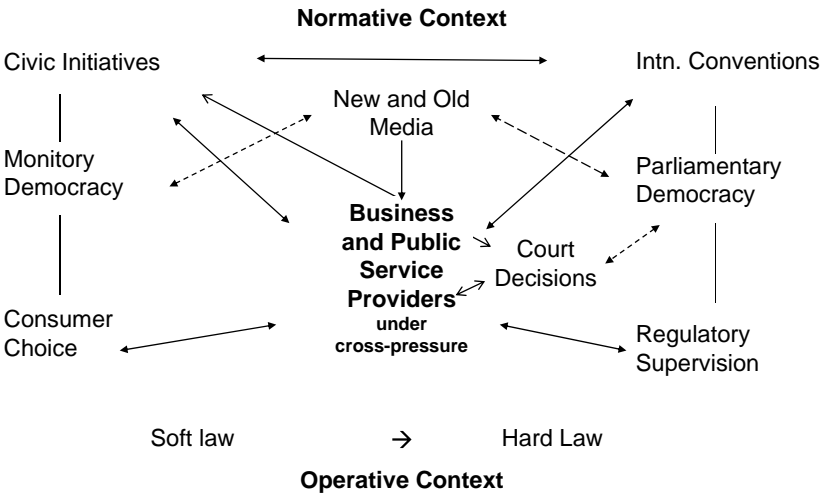 Normative Context
Civic Initiatives
Intn. Conventions
New and Old
Media
Monitory
Democracy
Parliamentary
Democracy
Business
and Public
Service
Providers
under
cross-pressure
Court
Decisions
Consumer
Choice
Regulatory
Supervision
Soft law → Hard Law
Operative Context